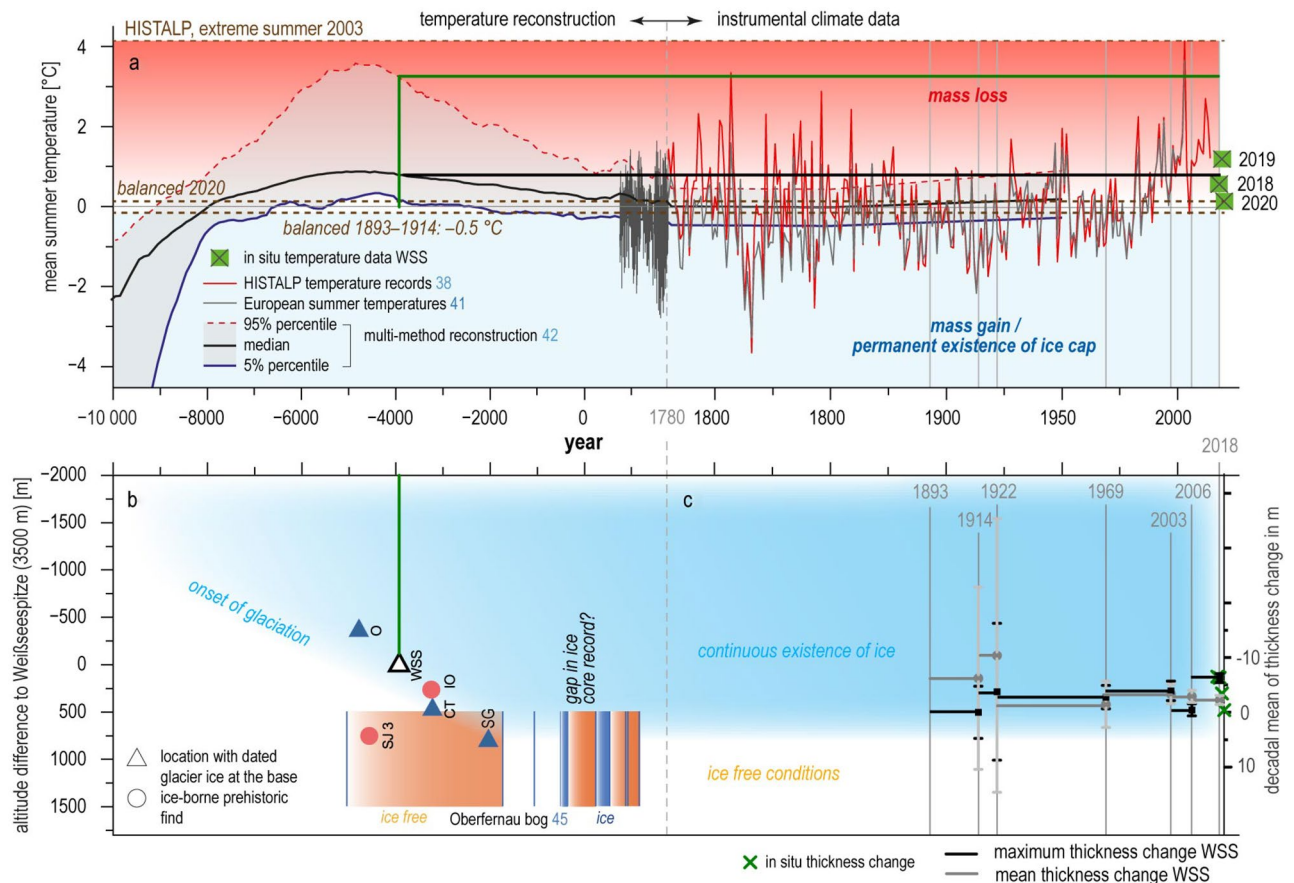 temperature reconstruction
instrumental climate data
HISTALP, extreme summer 2003
a
mean summer temperature [°C]
4
2
0
−2
−4
mass loss
2019
2018
2020
balanced 2020
balanced 1893–1914: −0.5 °C
in situ temperature data WSS
HISTALP temperature records 38
European summer temperatures 41
95% percentile
median
5% percentile
multi-method reconstruction 42
mass gain /
permanent existence of ice cap
−10 000 −8000 −6000 −4000 −2000 0 1780 1800 1800 1900 1950 2000
year
2018
b
c
altitude difference to Weißseespitze (3500 m) [m]
−2000
−1500
−1000
−500
0
500
1000
1500
onset of glaciation
O
WSS
IO
CT
SG
SJ 3
gap in ice
core record?
continuous existence of ice
ice free conditions
1893
1914
1922
1969
2003
2006
-10
0
10
decadal mean of thickness change in m
location with dated
glacier ice at the base
ice-borne prehistoric
find
ice free
Oberfernau bog 45
ice
in situ thickness change
maximum thickness change WSS
mean thickness change WSS